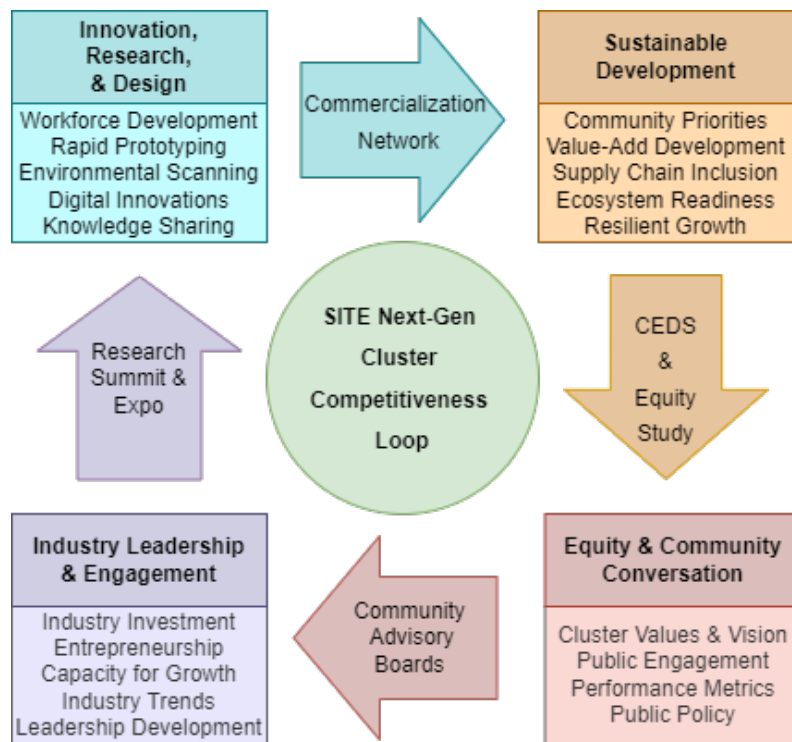 Innovation,
Research,
& Design
Workforce Development
Rapid Prototyping
Environmental Scanning
Digital Innovations
Knowledge Sharing
Commercialization
Network
Sustainable
Development
Community Priorities
Value-Add Development
Supply Chain Inclusion
Ecosystem Readiness
Resilient Growth
Research
Summit &
Expo
SITE Next-Gen
Cluster
Competitiveness
Loop
CEDS
&
Equity
Study
Industry Leadership
& Engagement
Industry Investment
Entrepreneurship
Capacity for Growth
Industry Trends
Leadership Development
Community
Advisory
Boards
Equity & Community
Conversation
Cluster Values & Vision
Public Engagement
Performance Metrics
Public Policy